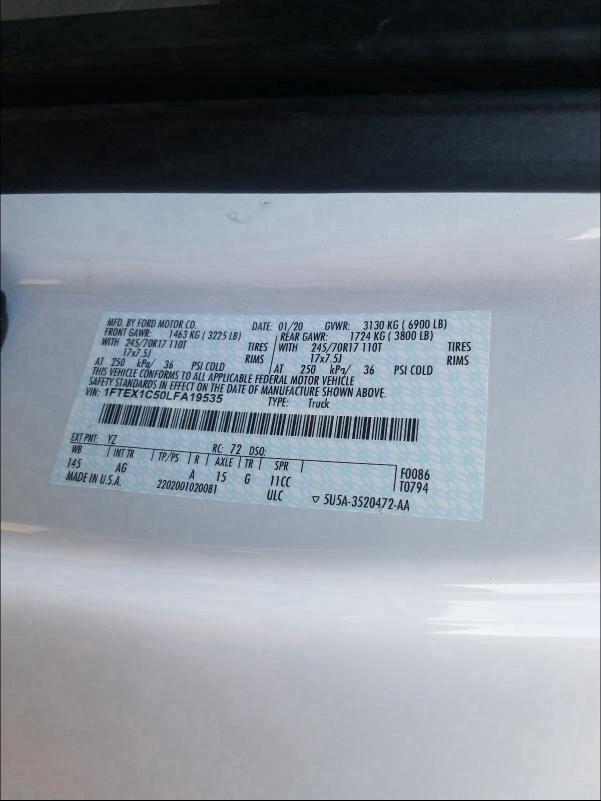 MFD. BY FORD MOTOR CO. DATE: 01/20 GVWR: 3130 KG ( 6900 LB)
FRONT GAWR: 1463 KG ( 3225 LB) REAR GAWR: 1724 KG ( 3800 LB)
WITH 245/70R17 110T TIRES WITH 245/70R17 110T TIRES
17x7.5J RIMS 17x7.5J RIMS
AT 250 kPa/ 36 PSI COLD AT 250 kPa/ 36 PSI COLD
THIS VEHICLE CONFORMS TO ALL APPLICABLE FEDERAL MOTOR VEHICLE
SAFETY STANDARDS IN EFFECT ON THE DATE OF MANUFACTURE SHOWN ABOVE.
VIN: 1FTEX1C50LFA19535 TYPE: Truck
EXT PNT: YZ RC: 72 DSO: F0086
WB INT TR TP/PS R AXLE TR SPR T0794
145 AG A 15 G 11CC
MADE IN U.S.A. 2202001020081 ULC ▽ 5U5A-3520472-AA